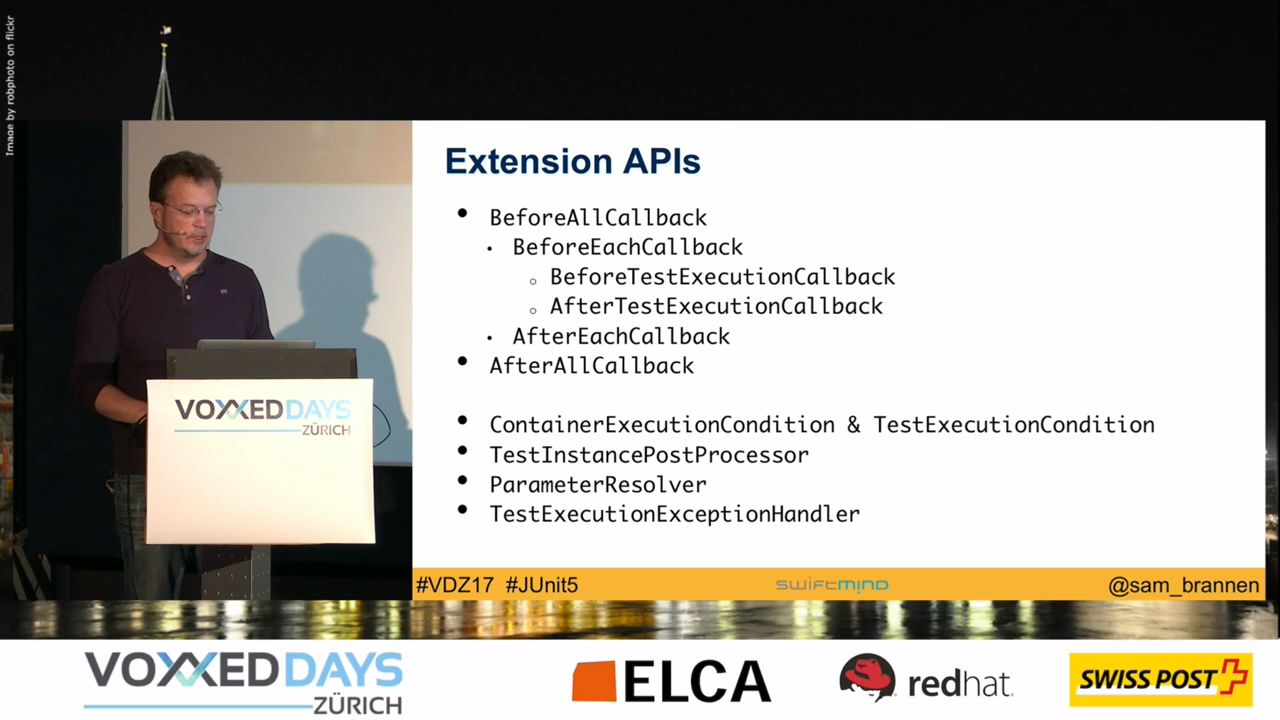 Image by robphoto on flickr
Extension APIs
BeforeAllCallback
BeforeEachCallback
BeforeTestExecutionCallback
AfterTestExecutionCallback
AfterEachCallback
AfterAllCallback
ContainerExecutionCondition & TestExecutionCondition
TestInstancePostProcessor
ParameterResolver
TestExecutionExceptionHandler
VOXXED DAYS
ZÜRICH
#VDZ17 #JUnit5
swiftmind
@sam_brannen
VOXXED DAYS
ZÜRICH
ELCA
redhat.
SWISS POST